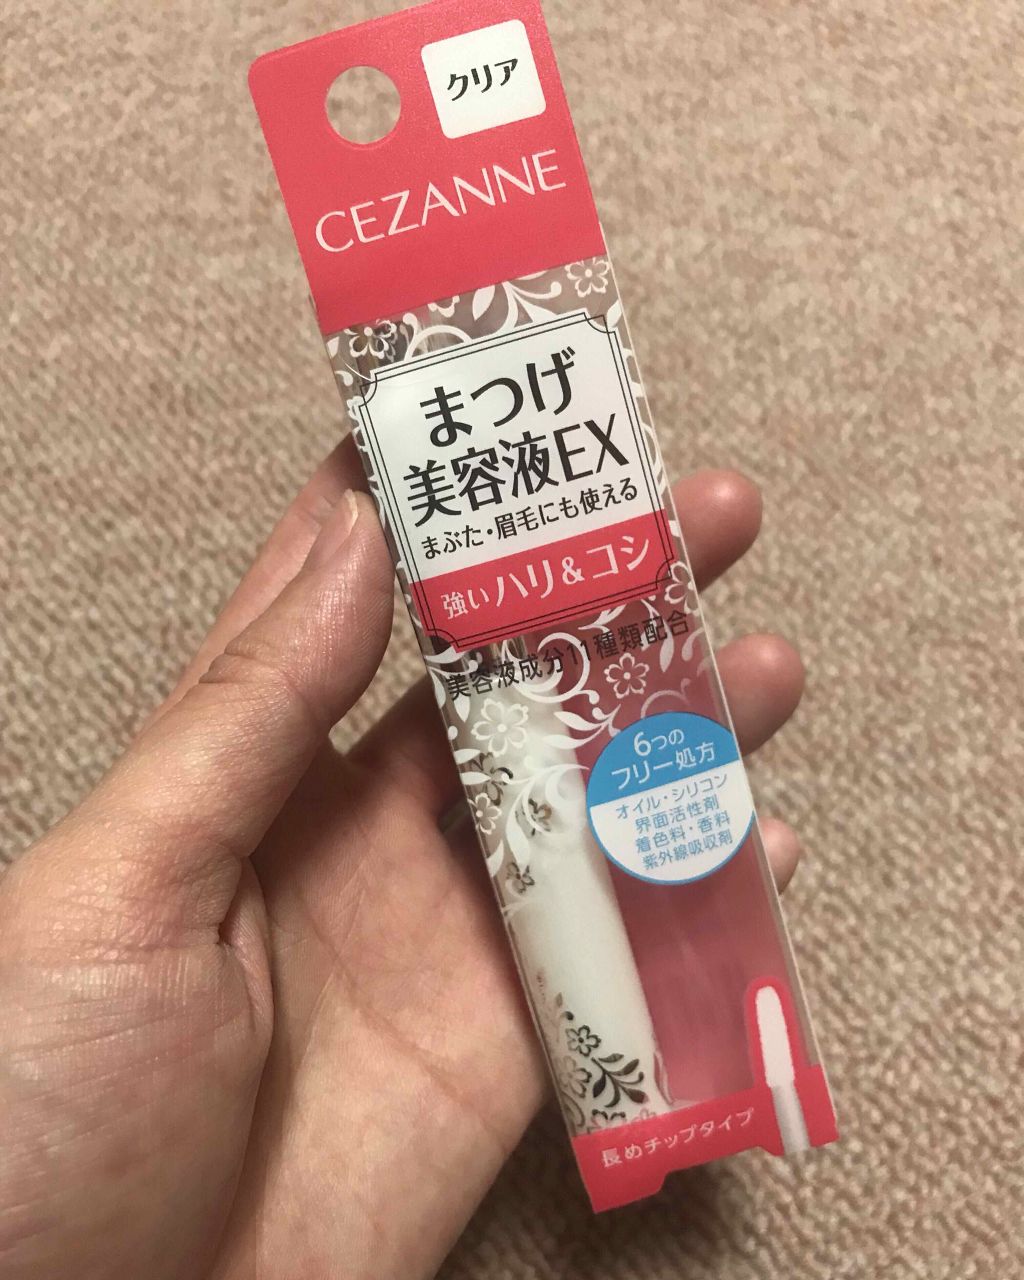 クリア
CEZANNE
まつげ
美容液EX
まぶた・眉毛にも使える
強いハリ&コシ
美容液成分11種類配合
6つの
フリー処方
オイル・シリコン
界面活性剤
着色料・香料
紫外線吸収剤
長めチップタイプ